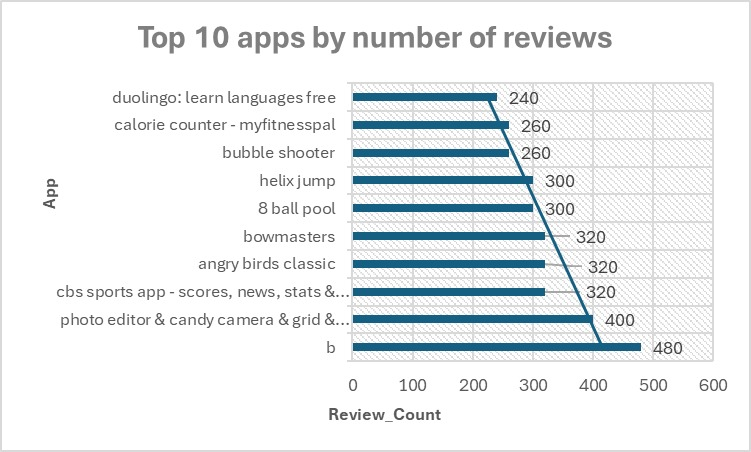 Top 10 apps by number of reviews
App
duolingo: learn languages free 240
calorie counter - myfitnesspal 260
bubble shooter 260
helix jump 300
8 ball pool 300
bowmasters 320
angry birds classic 320
cbs sports app - scores, news, stats &... 320
photo editor & candy camera & grid &... 400
b 480
0 100 200 300 400 500 600
Review_Count